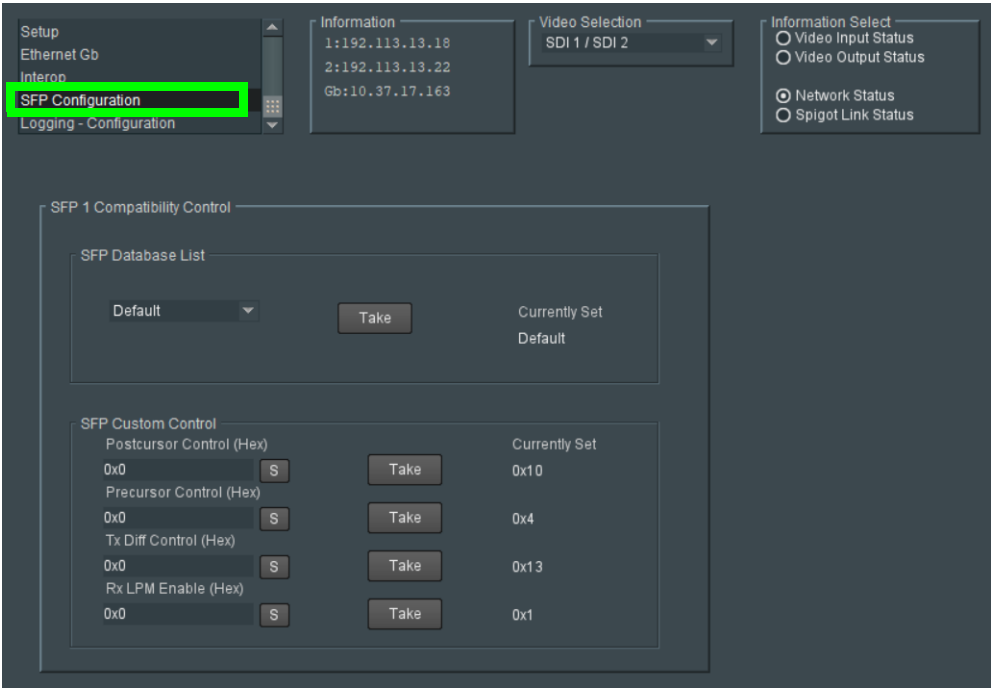 Setup
Ethernet Gb
Interop
SFP Configuration
Logging - Configuration
Information
1:192.113.13.18
2:192.113.13.22
Gb:10.37.17.163
Video Selection
SDI 1 / SDI 2
Information Select
Video Input Status
Video Output Status
Network Status
Spigot Link Status
SFP 1 Compatibility Control
SFP Database List
Default
Take
Currently Set
Default
SFP Custom Control
Postcursor Control (Hex)
Currently Set
0x0 S Take 0x10
Precursor Control (Hex)
0x0 S Take 0x4
Tx Diff Control (Hex)
0x0 S Take 0x13
Rx LPM Enable (Hex)
0x0 S Take 0x1